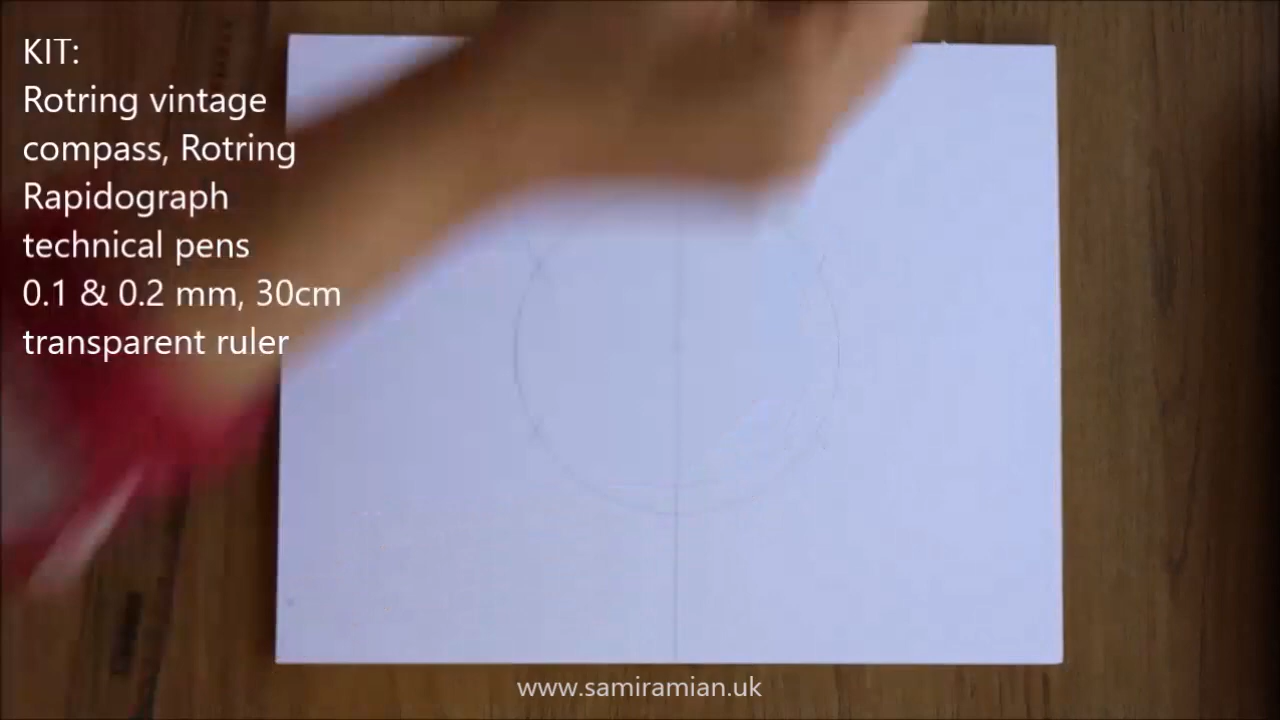 KIT:
Rotring vintage
compass, Rotring
Rapidograph
technical pens
0.1 & 0.2 mm, 30cm
transparent ruler
www.samiramian.uk